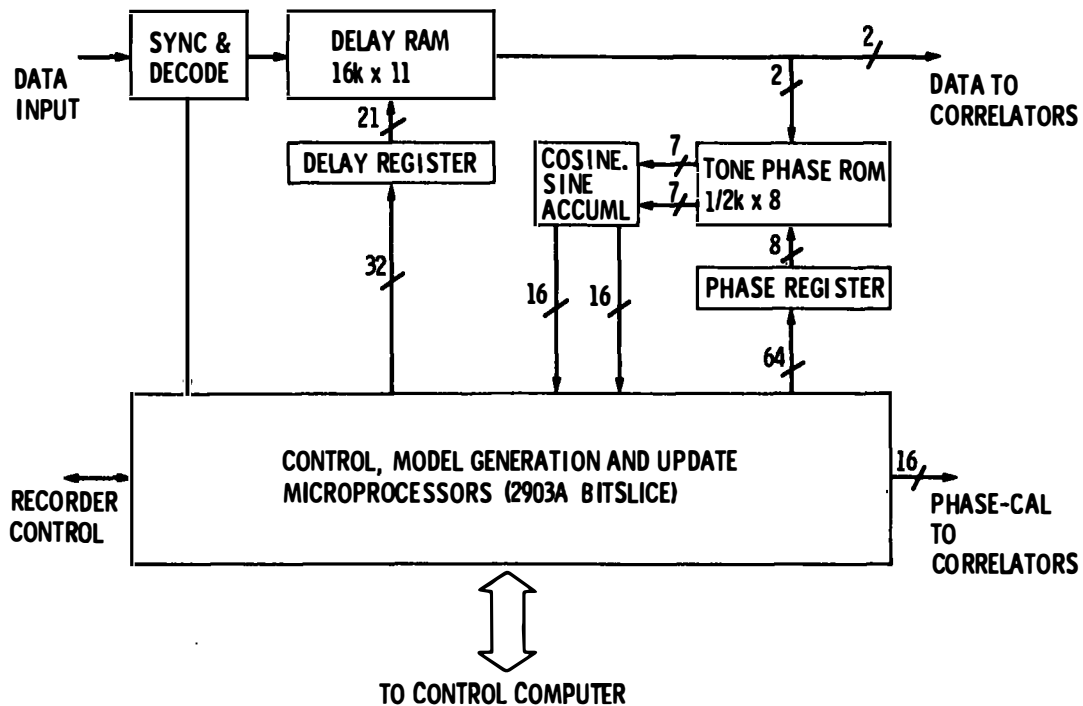 SYNC &
DECODE
DELAY RAM
16k x 11
2
DATA
INPUT
DATA TO
CORRELATORS
2
21
DELAY REGISTER
COSINE.
SINE
ACCUML
7
7
TONE PHASE ROM
1/2k x 8
8
PHASE REGISTER
32
16
16
64
CONTROL, MODEL GENERATION AND UPDATE
MICROPROCESSORS (2903A BITSLICE)
RECORDER
CONTROL
16
PHASE-CAL
TO
CORRELATORS
TO CONTROL COMPUTER